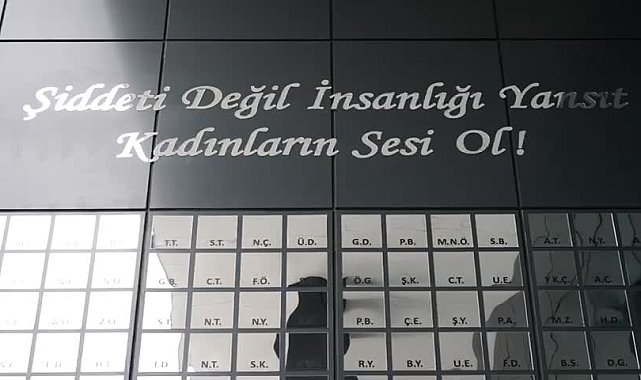 Şiddeti Değil İnsanlığı Yansıt
Kadınların Sesi Ol!
T.T. S.T. N.Ç. Ü.D. G.D. P.B. M.N.Ö. S.B. A.T. N.Y.
G.B. C.T. F.Ö. Ö.G. Ş.K. C.T. U.E. Y.K.Ç. A.C.
S.T. N.T. N.Y. P.B. Ç.E. Ş.Y. P.A. M.Z. H.D.
N.T. S.K. R.Y. B.Y. U.E. F.D. B.S. D.G.